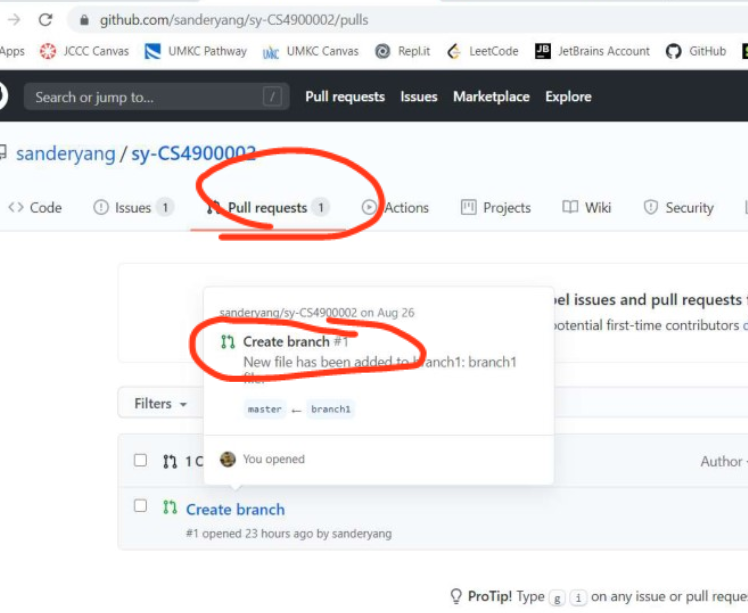 github.com/sanderyang/sy-CS4900002/pulls
Apps JCCC Canvas UMKC Pathway UMKC Canvas Repl.it LeetCode JetBrains Account GitHub
Search or jump to... / Pull requests Issues Marketplace Explore
sanderyang / sy-CS4900002
Code Issues 1 Pull requests 1 Actions Projects Wiki Security
issues and pull requests
potential first-time contributors
sanderyang/sy-CS4900002 on Aug 26
Create branch #1
New file has been added to branch1: branch1
file.
Filters
master ← branch1
You opened
1
Author
Create branch
#1 opened 23 hours ago by sanderyang
ProTip! Type g i on any issue or pull